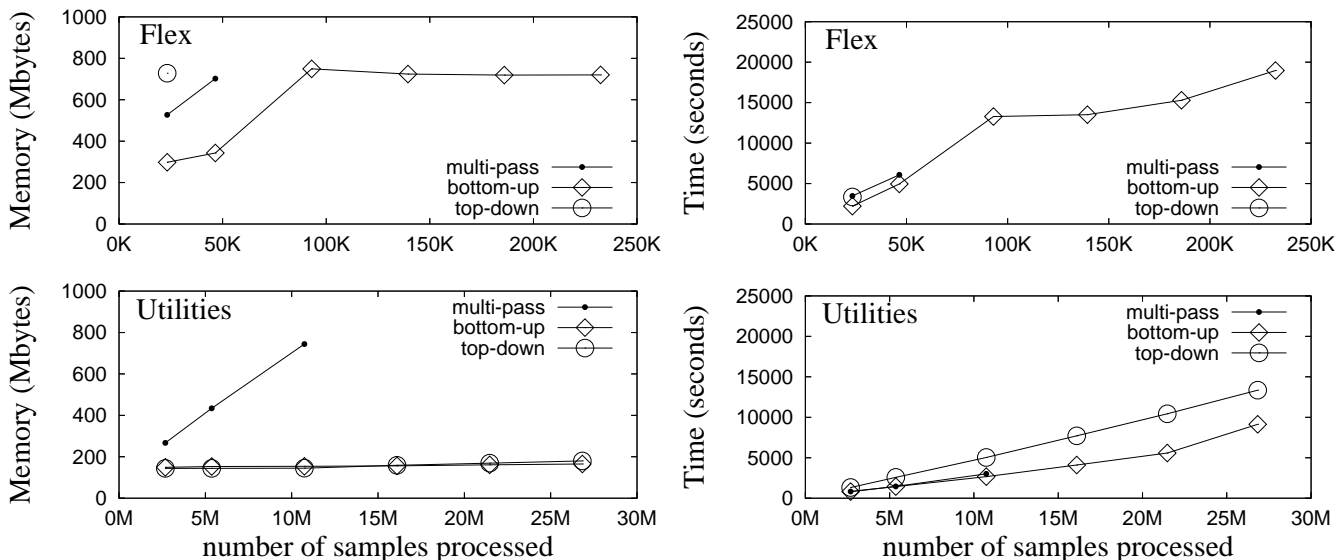 Memory (Mbytes)
1000
800
600
400
200
0
Flex
multi-pass
bottom-up
top-down
0K 50K 100K 150K 200K 250K
Time (seconds)
25000
20000
15000
10000
5000
0
Flex
multi-pass
bottom-up
top-down
0K 50K 100K 150K 200K 250K
Memory (Mbytes)
1000
800
600
400
200
0
Utilities
multi-pass
bottom-up
top-down
0M 5M 10M 15M 20M 25M 30M
number of samples processed
Time (seconds)
25000
20000
15000
10000
5000
0
Utilities
multi-pass
bottom-up
top-down
0M 5M 10M 15M 20M 25M 30M
number of samples processed